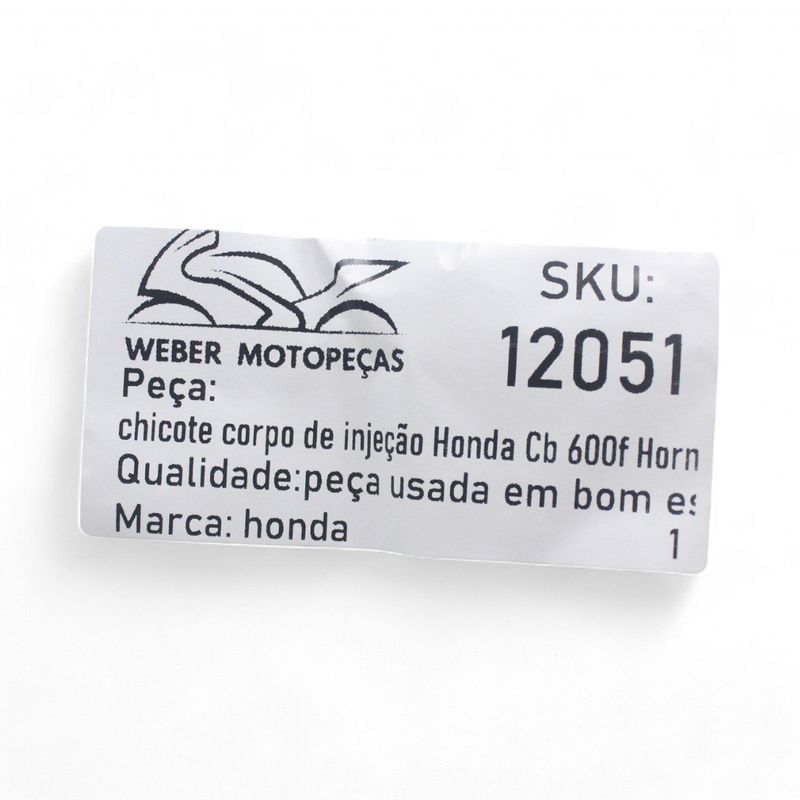 WEBER MOTOPEÇAS
SKU:
12051
Peça:
chicote corpo de injeção Honda Cb 600f Horn
Qualidade:peça usada em bom es
Marca: honda
1